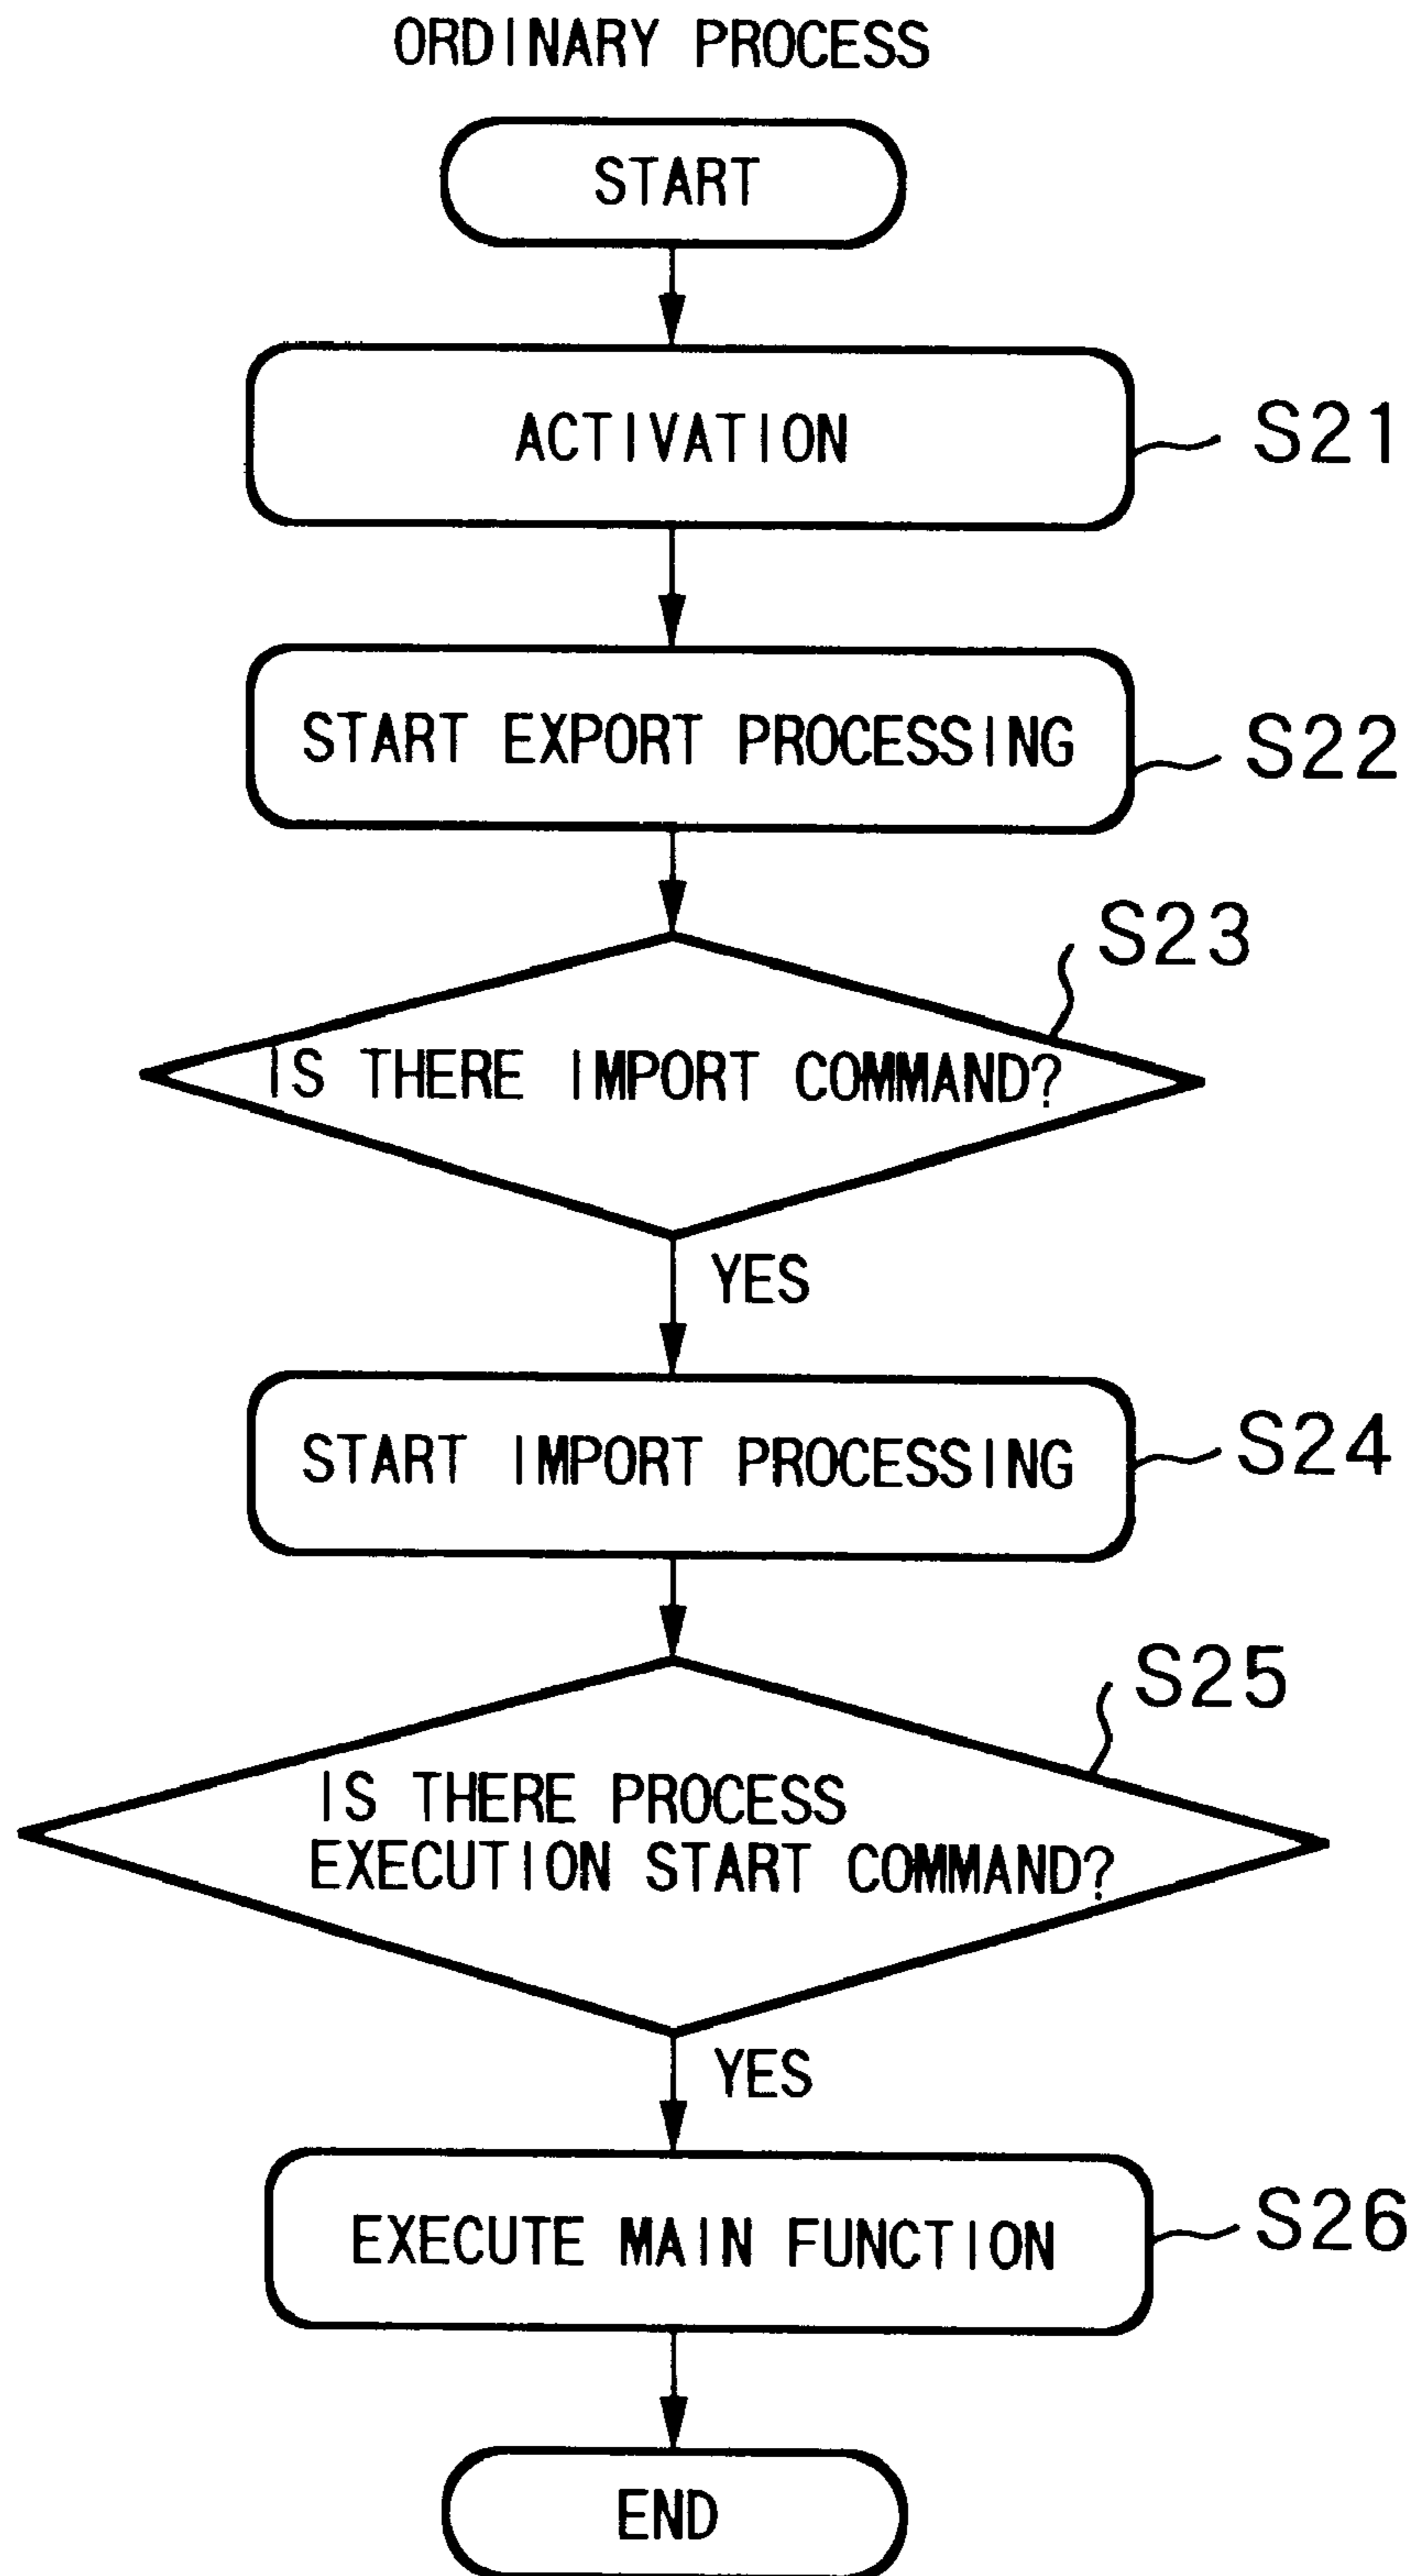 ORDINARY PROCESS
START
ACTIVATION
S21
START EXPORT PROCESSING
S22
S23
IS THERE IMPORT COMMAND?
YES
START IMPORT PROCESSING
S24
S25
IS THERE PROCESS
EXECUTION START COMMAND?
YES
EXECUTE MAIN FUNCTION
S26
END